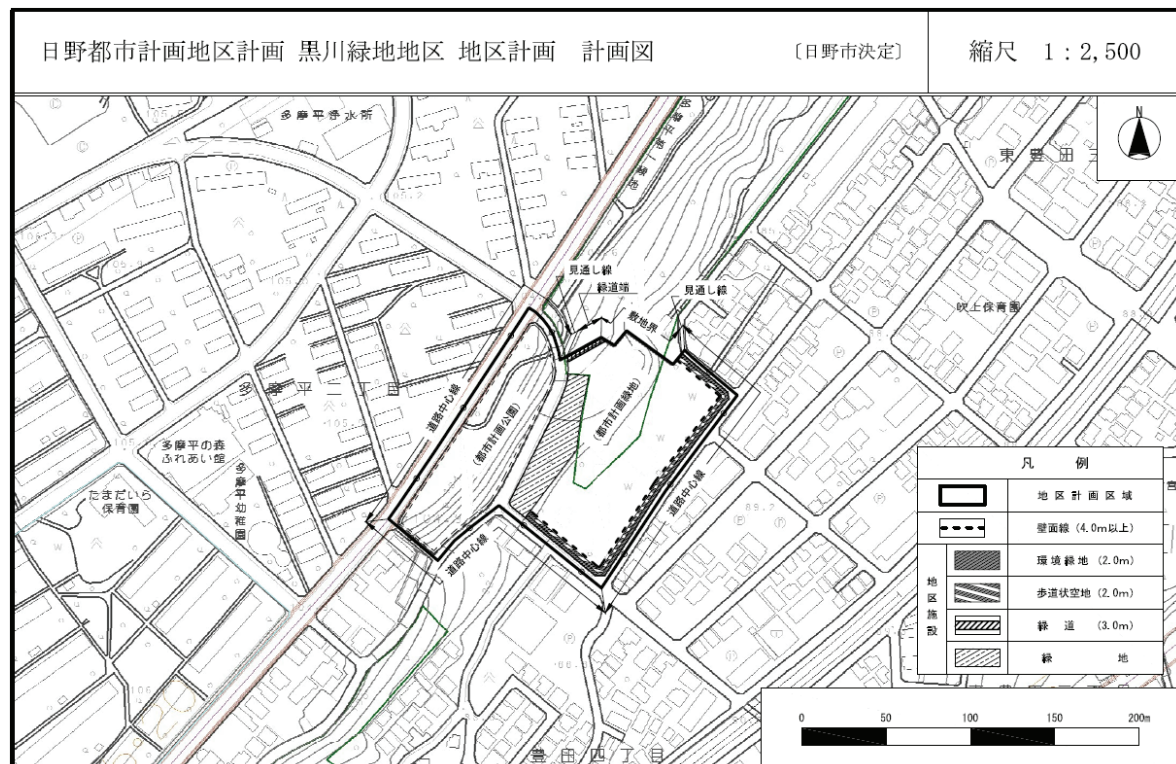 日野都市計画地区計画 黒川緑地地区 地区計画 計画図
〔日野市決定〕
縮尺 1:2,500
N
多摩平浄水所
東豊田三
見通し線
緑道端
見通し線
敷地界
吹上保育園
多摩平二丁目
道路中心線
(都市計画公園)
(都市計画緑地)
多摩平の森
ふれあい館
多摩平幼稚園
たまだいら
保育園
道路中心線
道路中心線
89.2
豊田四丁目
凡 例
地区計画区域
壁面線 (4.0m以上)
地区施設
環境緑地 (2.0m)
歩道状空地 (2.0m)
緑道 (3.0m)
緑地
0 50 100 150 200m